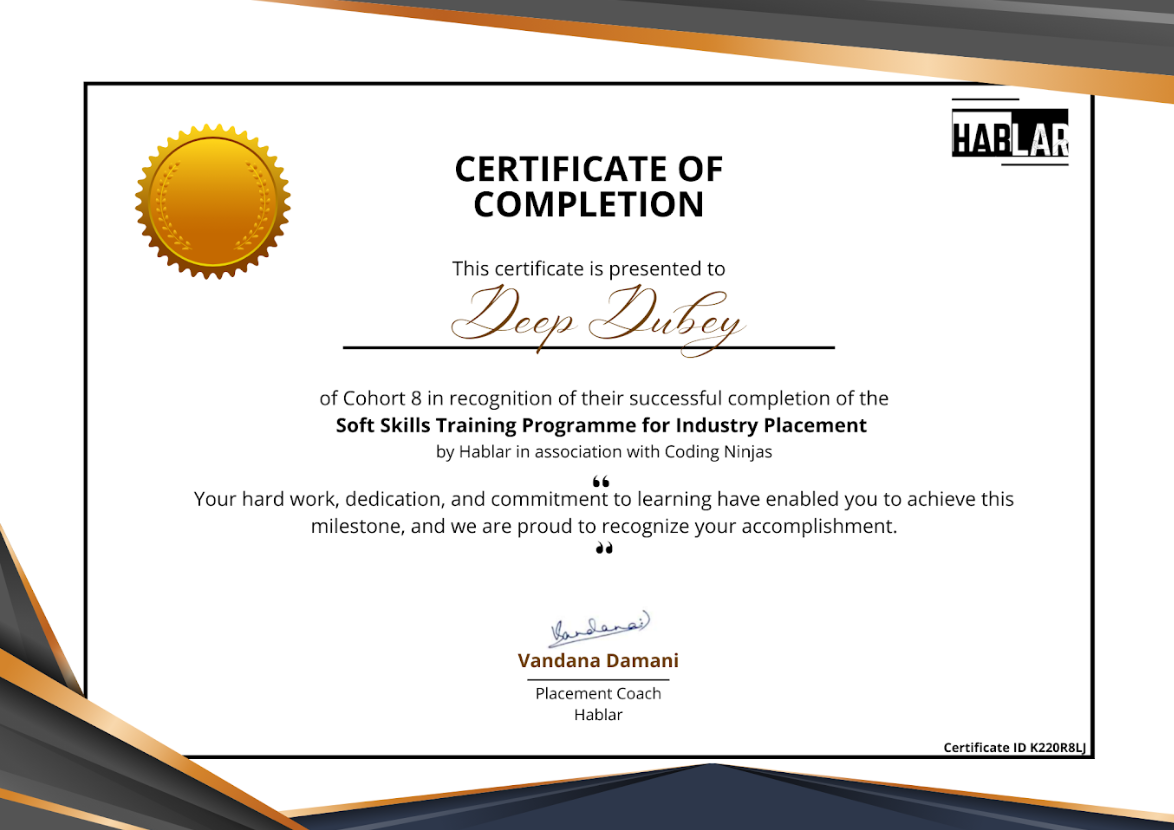 HABLAR
CERTIFICATE OF
COMPLETION
This certificate is presented to
Deep Dubey
of Cohort 8 in recognition of their successful completion of the
Soft Skills Training Programme for Industry Placement
by Hablar in association with Coding Ninjas
“
Your hard work, dedication, and commitment to learning have enabled you to achieve this
milestone, and we are proud to recognize your accomplishment.
”
Vandana
Vandana Damani
Placement Coach
Hablar
Certificate ID K220R8LJ